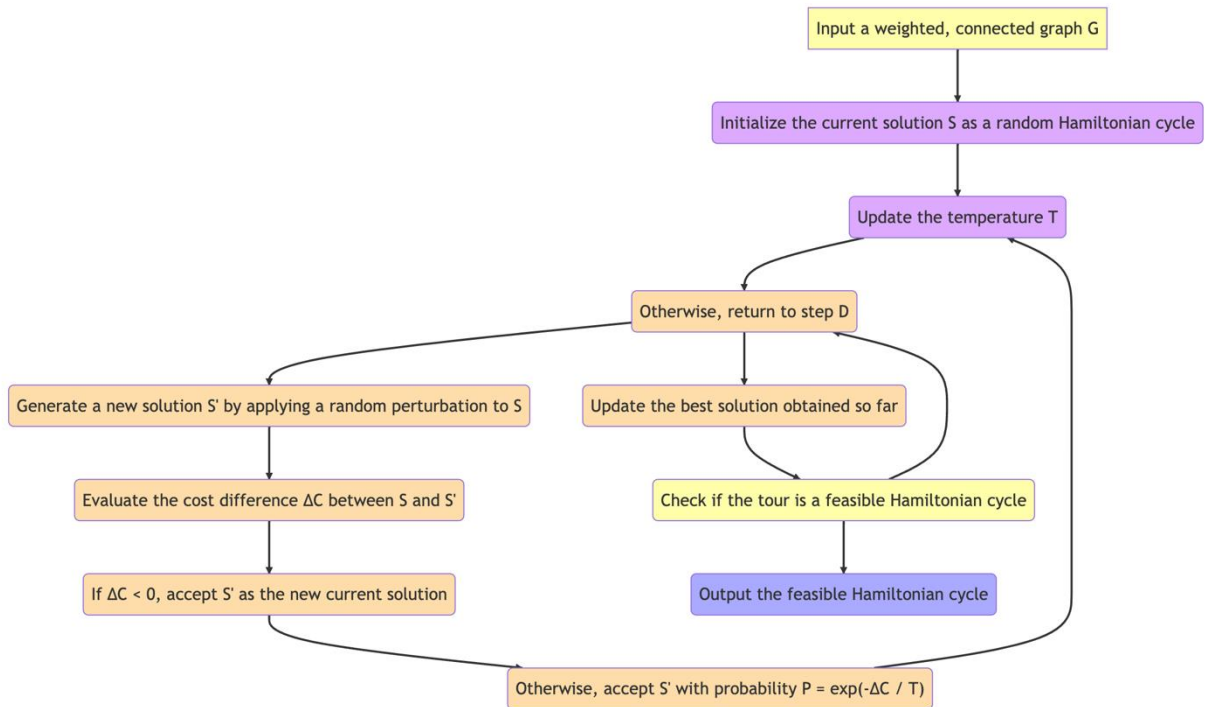 Input a weighted, connected graph G
Initialize the current solution S as a random Hamiltonian cycle
Update the temperature T
Otherwise, return to step D
Generate a new solution S' by applying a random perturbation to S
Update the best solution obtained so far
Evaluate the cost difference ΔC between S and S'
Check if the tour is a feasible Hamiltonian cycle
If ΔC < 0, accept S' as the new current solution
Output the feasible Hamiltonian cycle
Otherwise, accept S' with probability P = exp(-ΔC / T)